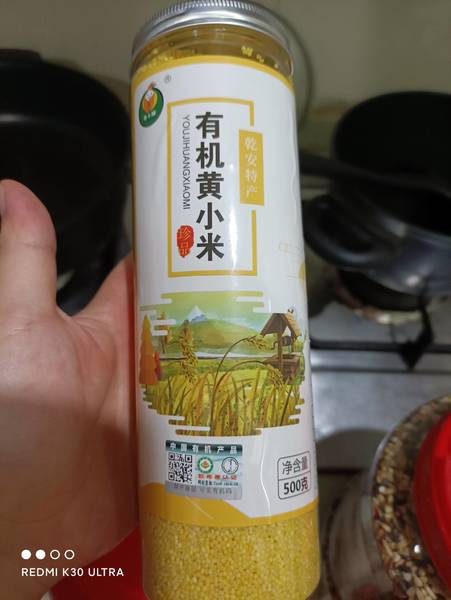 ®
有机黄小米
YOUJIHUANGXIAOMI
乾安特产
珍品
中国有机产品
净含量
500克
REDMI K30 ULTRA